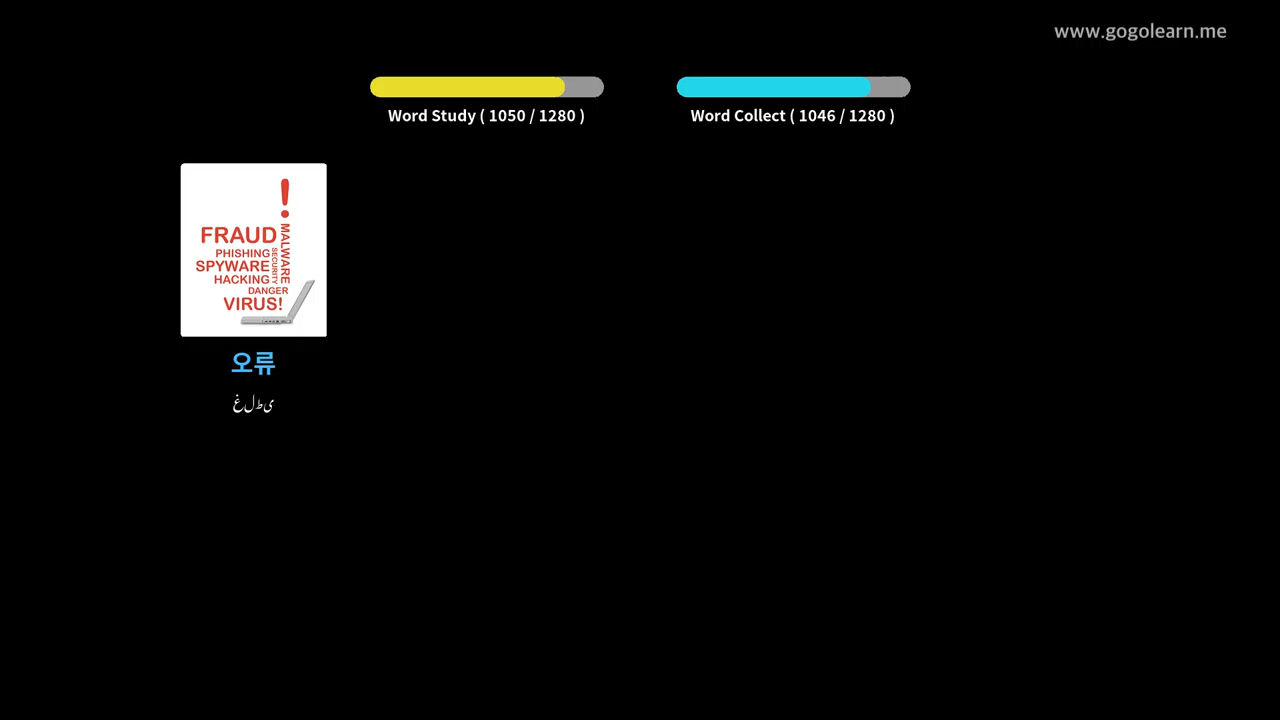 www.gogolearn.me
Word Study ( 1050 / 1280 )
Word Collect ( 1046 / 1280 )
!
FRAUD
MALWARE
PHISHING
SECURITY
SPYWARE
HACKING
DANGER
VIRUS!
오류
غلطی